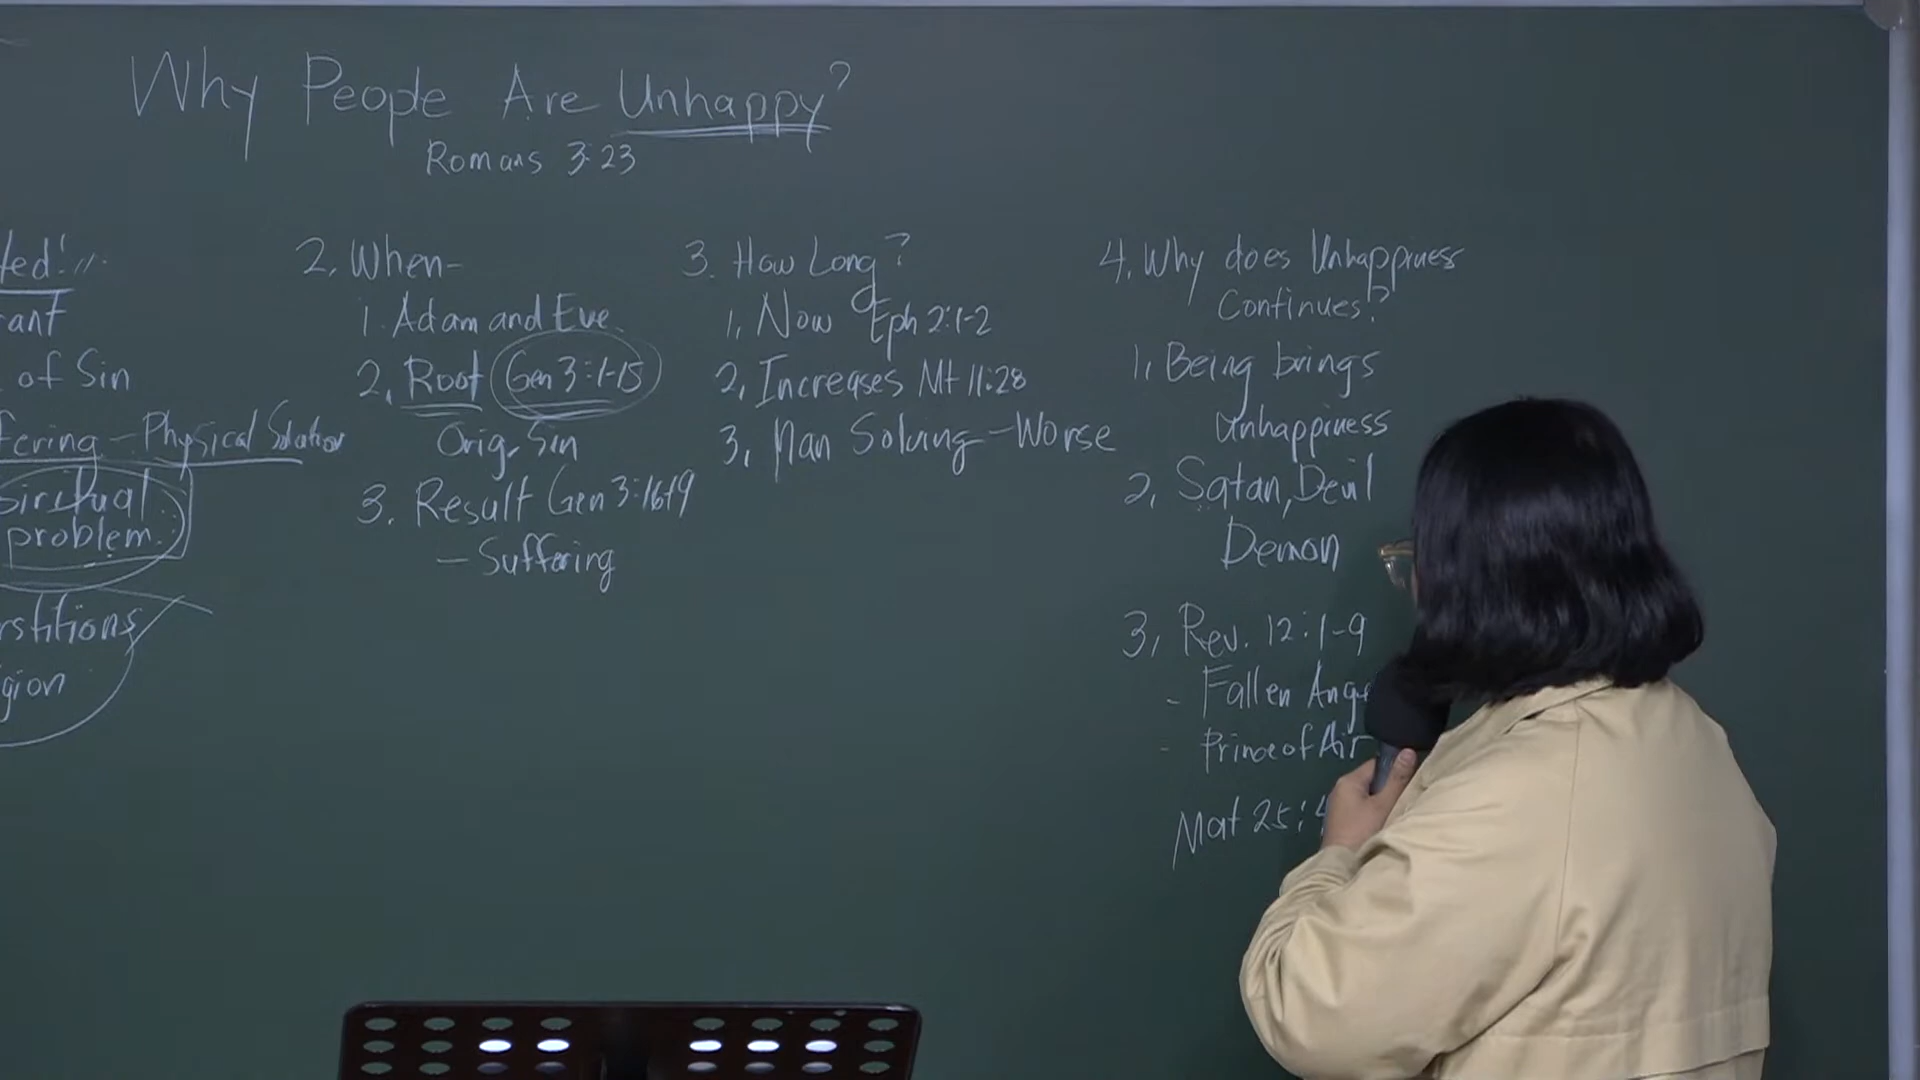 Why People Are Unhappy?
Romans 3:23
ted!
rant
of Sin
fering - Physical Solution
piritual
problem.
rstitions
gion
2. When-
1. Adam and Eve
2. Root Gen 3:1-15
Orig. Sin
3. Result Gen 3:16-19
- Suffering
3. How Long?
1. Now Eph 2:1-2
2. Increases Mt 11:28
3. Man Solving - Worse
4. Why does Unhappiness
Continues?
1. Being brings
Unhappiness
2. Satan, Devil
Demon
3. Rev. 12:1-9
- Fallen Ange
- Prince of Air
Mat 25:4